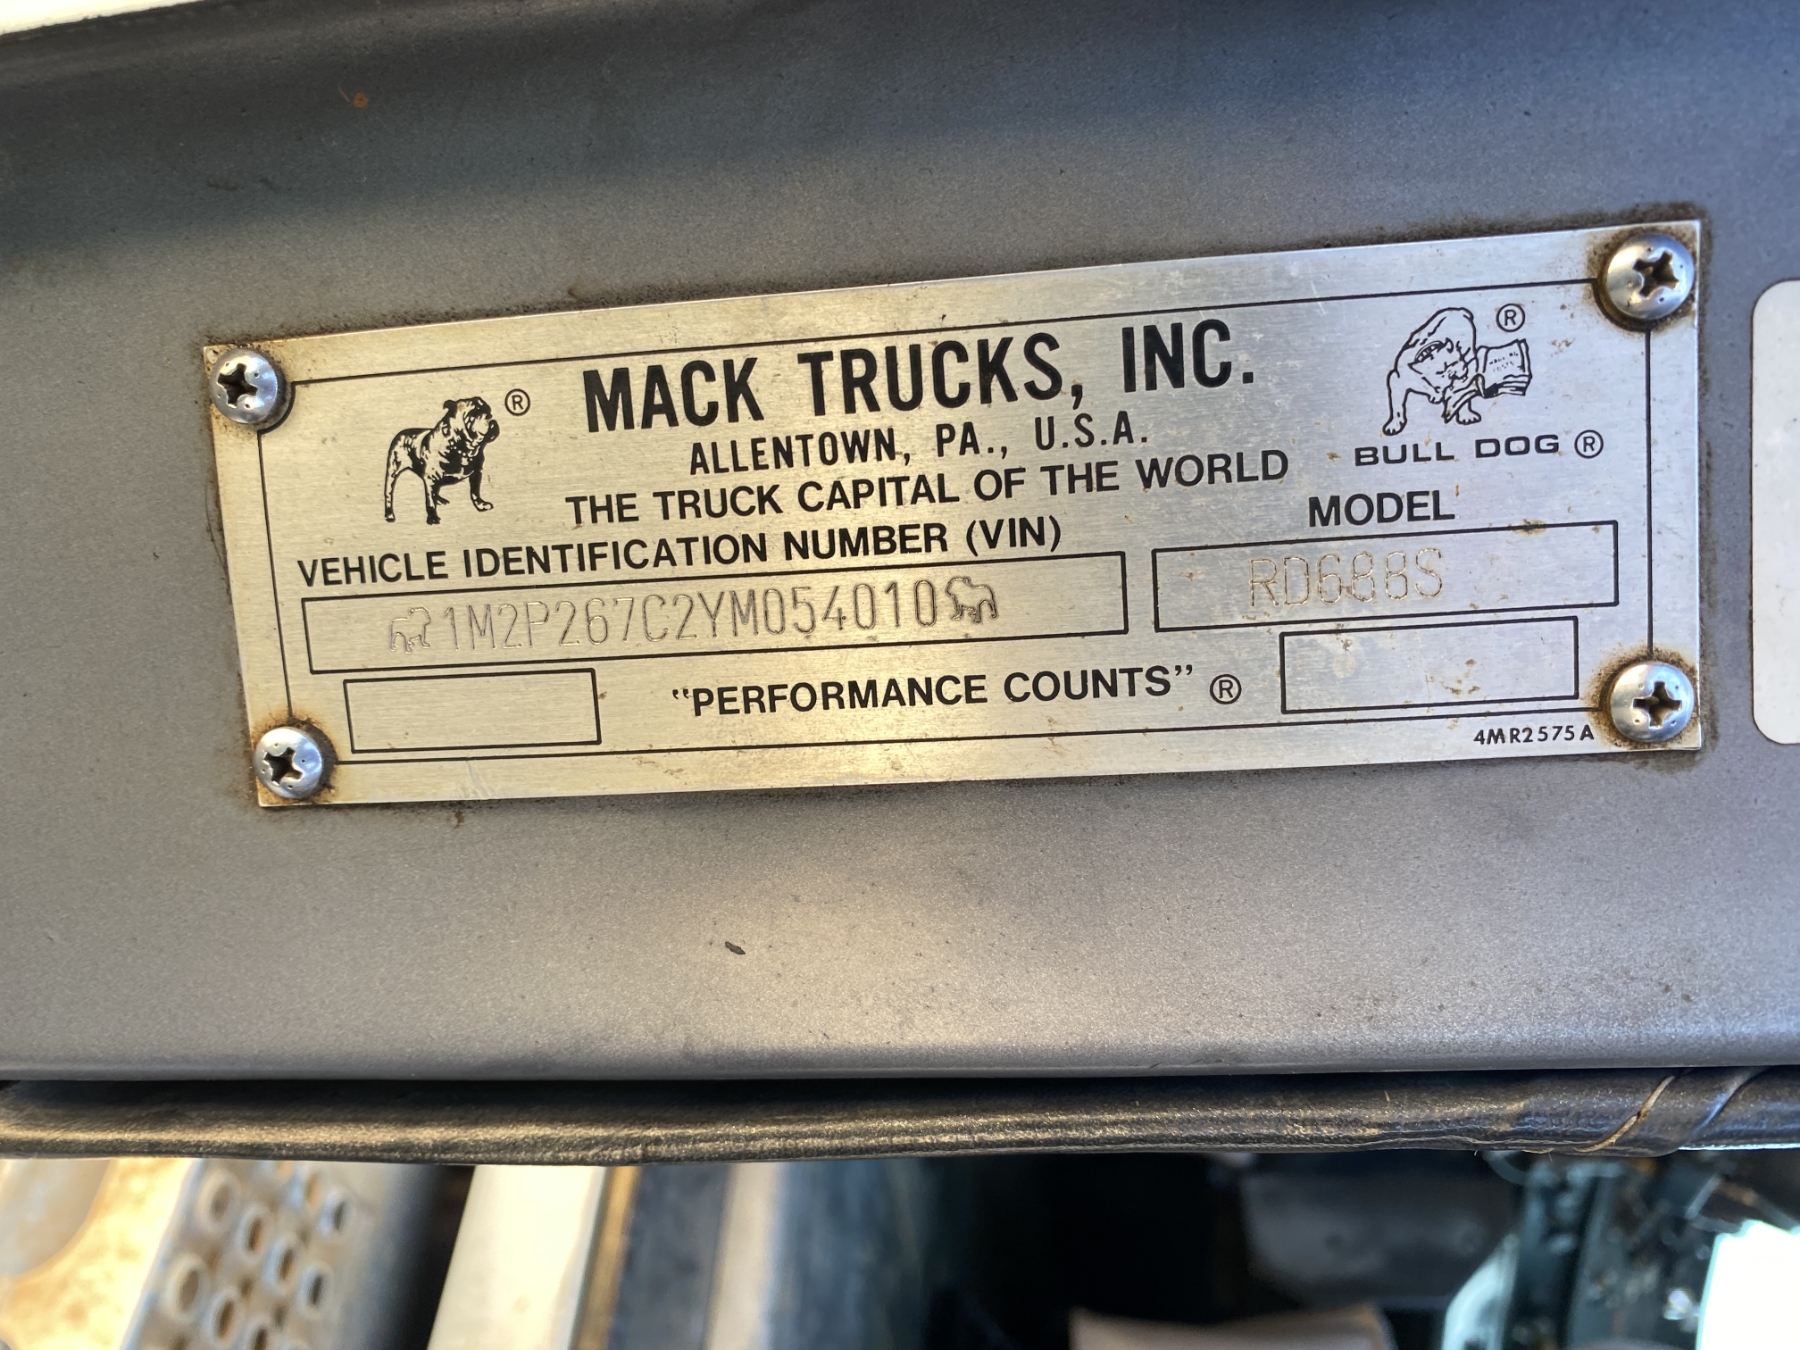 MACK TRUCKS, INC.
ALLENTOWN, PA., U.S.A.
THE TRUCK CAPITAL OF THE WORLD
BULL DOG ®
VEHICLE IDENTIFICATION NUMBER (VIN)
1M2P267C2YM054010
MODEL
RD688S
"PERFORMANCE COUNTS" ®
4MR2575A